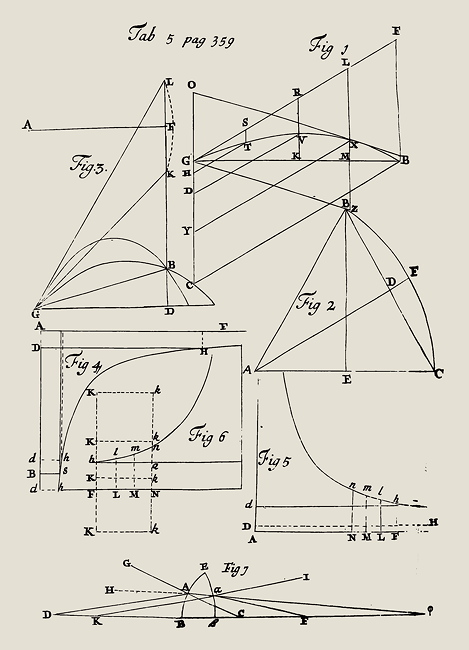 Tab 5 pag 359
Fig 1
F
L
R
O
S
V
X
T
G
K
M
B
H
D
Y
C
Z
A
L
F
K
Fig.3.
B
G
D
B
F
D
Fig 2
A
E
C
A
F
D
H
Fig 4
K
k
K
k
l
m
n
h
a
Fig 6
d
h
B
s
K
k
d
h
F
L
M
N
K
k
Fig 5
n
m
l
h
d
D
H
A
N
M
L
F
G
E
Fig 7
H
A
a
I
D
K
B
C
F